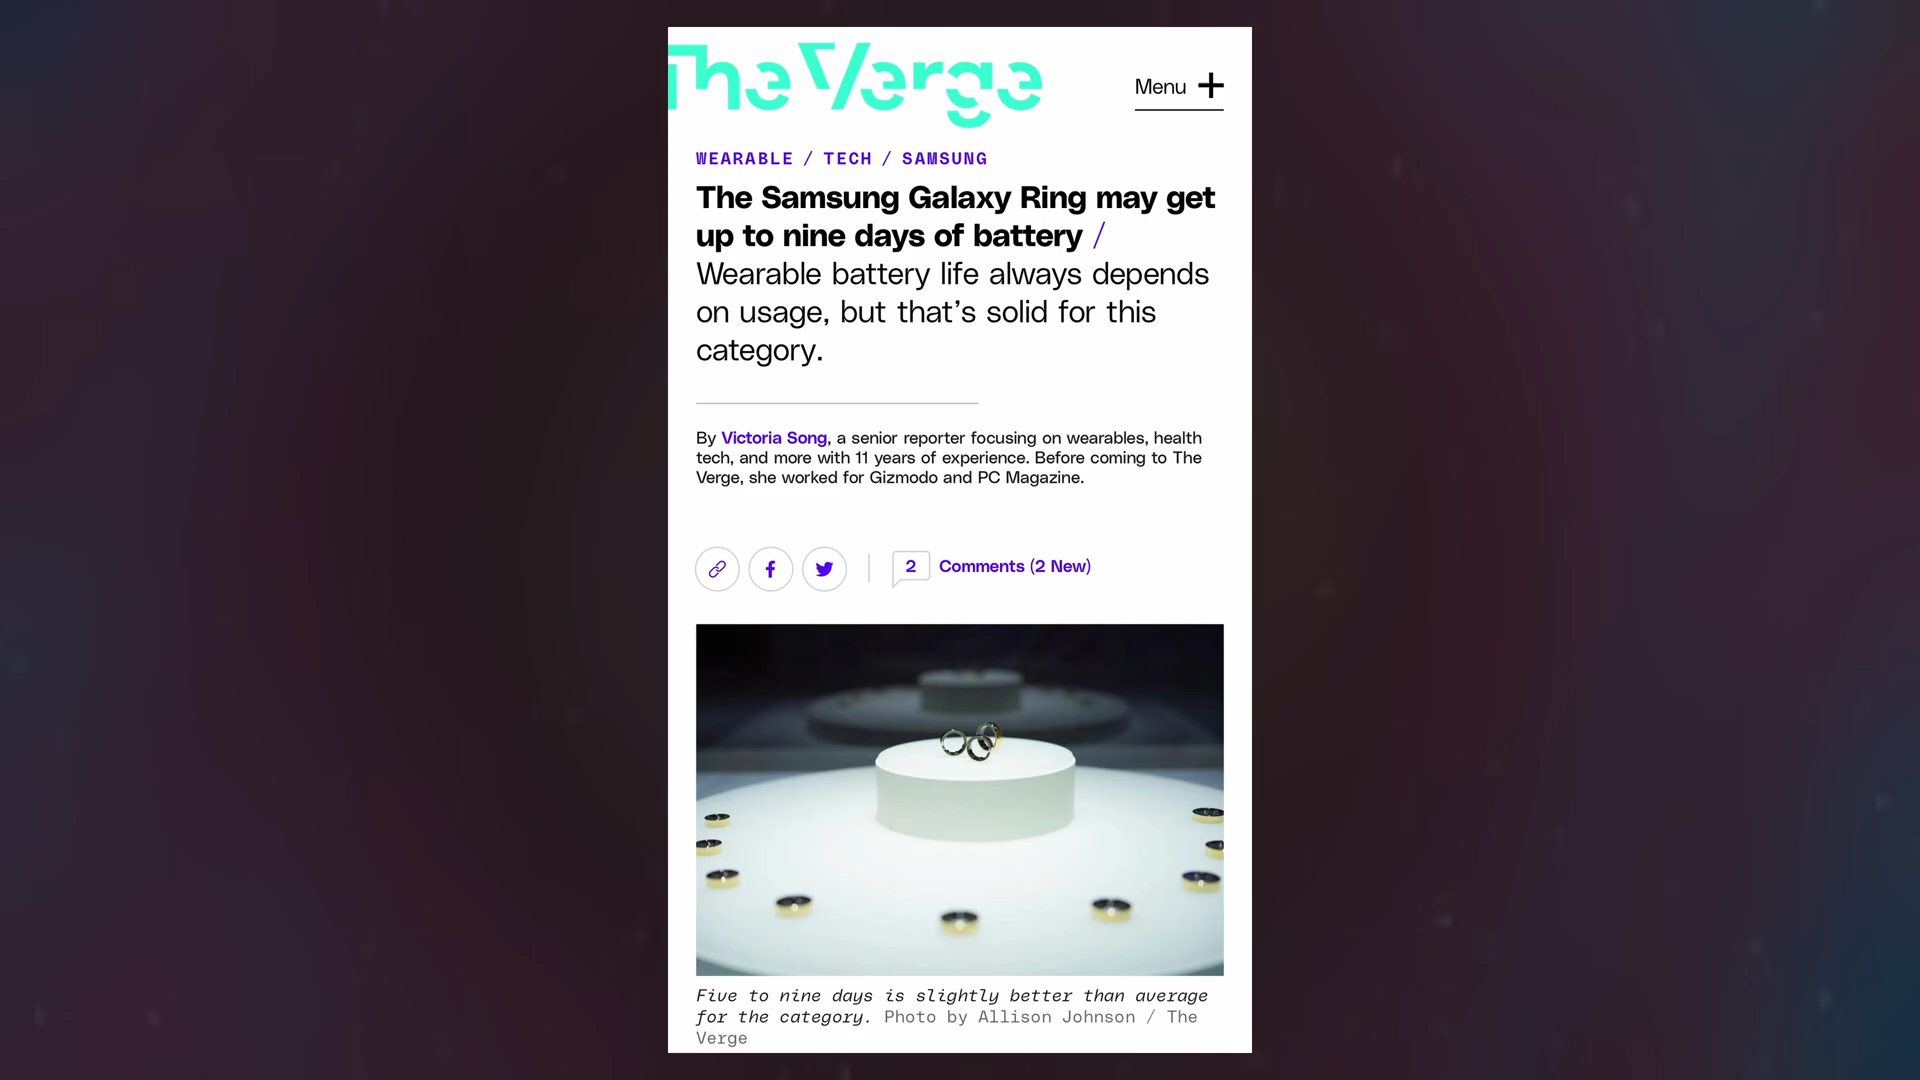 The Verge
Menu
WEARABLE / TECH / SAMSUNG
The Samsung Galaxy Ring may get
up to nine days of battery /
Wearable battery life always depends
on usage, but that’s solid for this
category.
By Victoria Song, a senior reporter focusing on wearables, health
tech, and more with 11 years of experience. Before coming to The
Verge, she worked for Gizmodo and PC Magazine.
2 Comments (2 New)
Five to nine days is slightly better than average
for the category. Photo by Allison Johnson / The
Verge